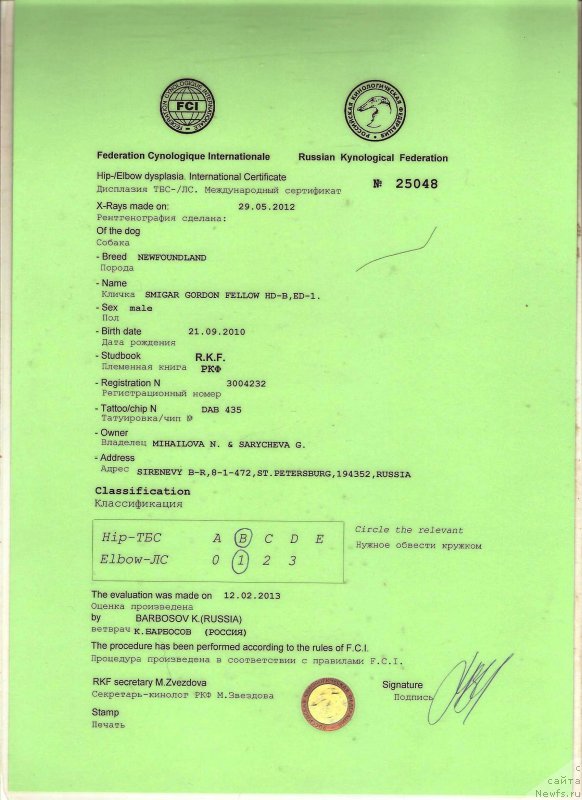 FEDERATION CYNOLOGIQUE INTERNATIONALE
FCI
РОССИЙСКАЯ КИНОЛОГИЧЕСКАЯ ФЕДЕРАЦИЯ
Federation Cynologique Internationale Russian Kynological Federation
Hip-/Elbow dysplasia. International Certificate
Дисплазия ТБС-/ЛС. Международный сертификат
№ 25048
X-Rays made on: 29.05.2012
Рентгенография сделана:
Of the dog
Собака
- Breed NEWFOUNDLAND
Порода
- Name
Кличка SMIGAR GORDON FELLOW HD-B,ED-1.
- Sex male
Пол
- Birth date 21.09.2010
Дата рождения
- Studbook R.K.F.
Племенная книга РКФ
- Registration N 3004232
Регистрационный номер
- Tattoo/chip N DAB 435
Татуировка/чип №
- Owner
Владелец MIHAILOVA N. & SARYCHEVA G.
- Address
Адрес SIRENEVY B-R,8-1-472,ST.PETERSBURG,194352,RUSSIA
Classification
Классификация
Hip-ТБС A B C D E
Elbow-ЛС 0 1 2 3
Circle the relevant
Нужное обвести кружком
The evaluation was made on 12.02.2013
Оценка произведена
by BARBOSOV K.(RUSSIA)
ветврач К.БАРБОСОВ (РОССИЯ)
The procedure has been performed according to the rules of F.C.I.
Процедура произведена в соответствии с правилами F.C.I.
RKF secretary M.Zvezdova
Секретарь-кинолог РКФ М.Звездова
Signature
Подпись
Stamp
Печать
с
сайта
Newfs.ru